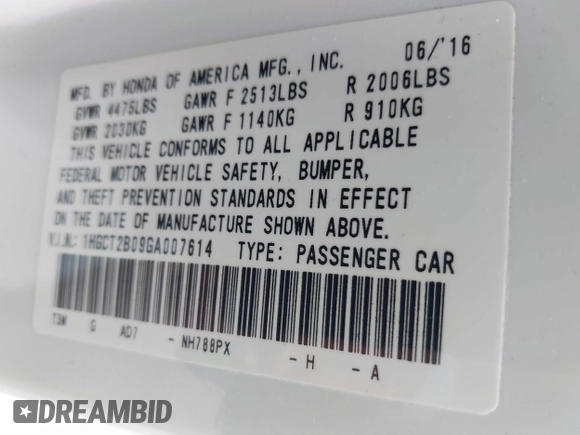 MFD. BY HONDA OF AMERICA MFG., INC. 06/'16
GVWR 4475LBS GAWR F 2513LBS R 2006LBS
GVWR 2030KG GAWR F 1140KG R 910KG
THIS VEHICLE CONFORMS TO ALL APPLICABLE
FEDERAL MOTOR VEHICLE SAFETY, BUMPER,
AND THEFT PREVENTION STANDARDS IN EFFECT
ON THE DATE OF MANUFACTURE SHOWN ABOVE.
V.I.N.: 1HGCT2B09GA007614 TYPE: PASSENGER CAR
T3W G AD7 - NH788PX - H - A
DREAMBID